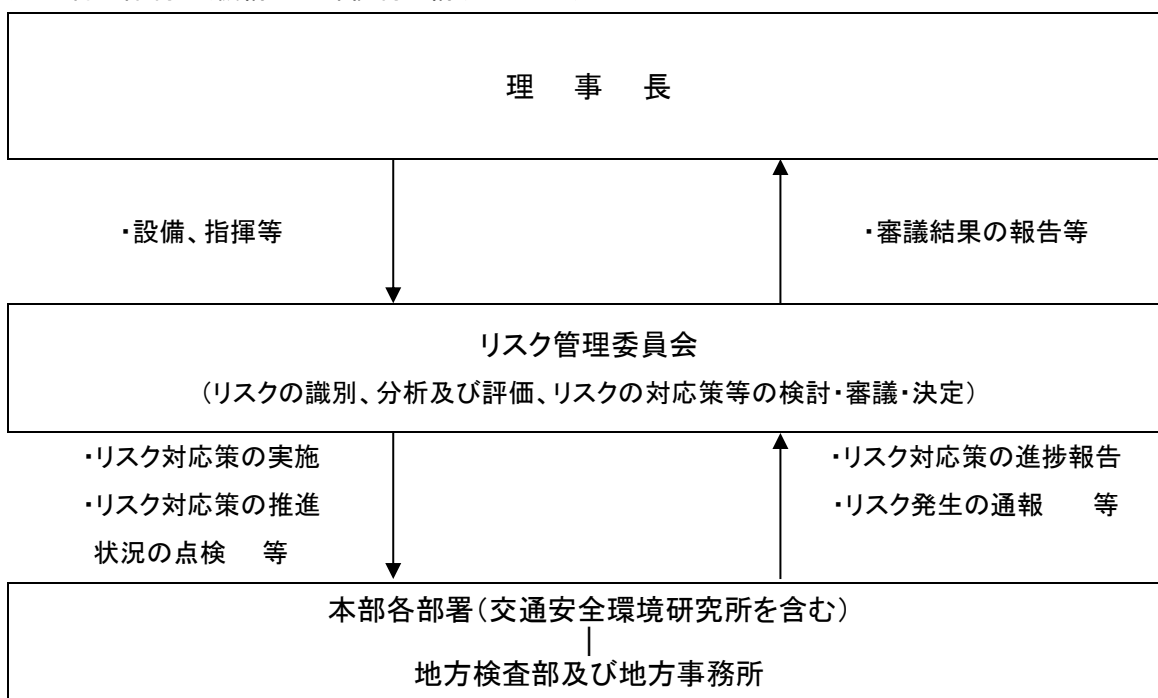 理 事 長
・設備、指揮等
・審議結果の報告等
リスク管理委員会
（リスクの識別、分析及び評価、リスクの対応策等の検討・審議・決定）
・リスク対応策の実施
・リスク対応策の推進
状況の点検 等
・リスク対応策の進捗報告
・リスク発生の通報 等
本部各部署（交通安全環境研究所を含む）
地方検査部及び地方事務所